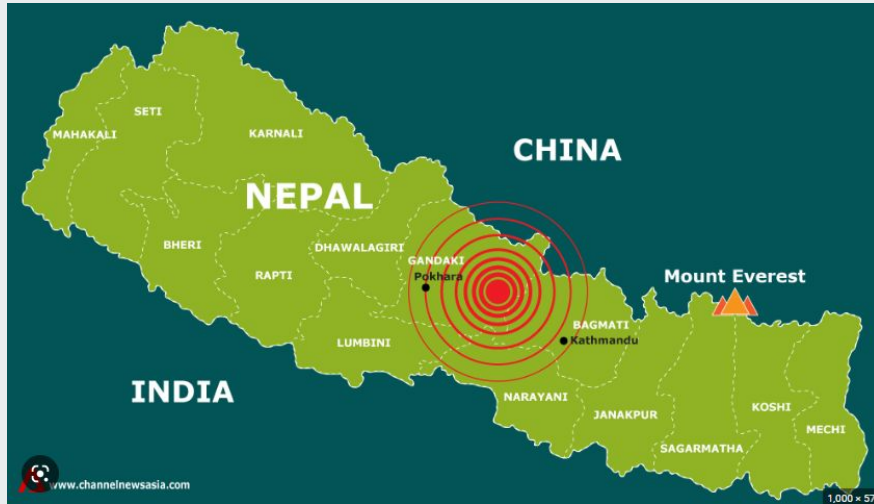 CHINA
SETI
MAHAKALI
KARNALI
NEPAL
BHERI
DHAWALAGIRI
GANDAKI
Pokhara
RAPTI
Mount Everest
BAGMATI
Kathmandu
LUMBINI
INDIA
NARAYANI
JANAKPUR
KOSHI
MECHI
SAGARMATHA
www.channelnewsasia.com
1,000 × 57